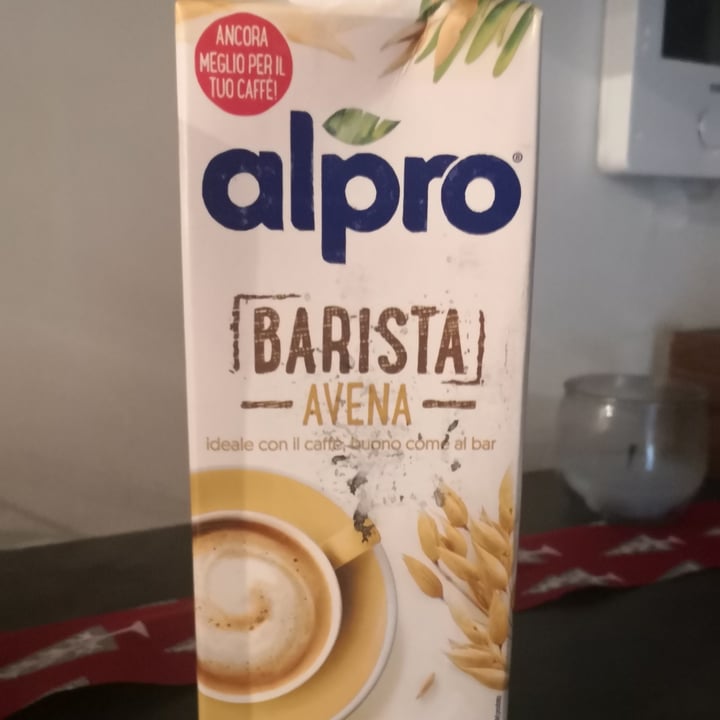 ANCORA
MEGLIO PER IL
TUO CAFFÈ!
alpro®
BARISTA
AVENA
ideale con il caffè, buono come al bar